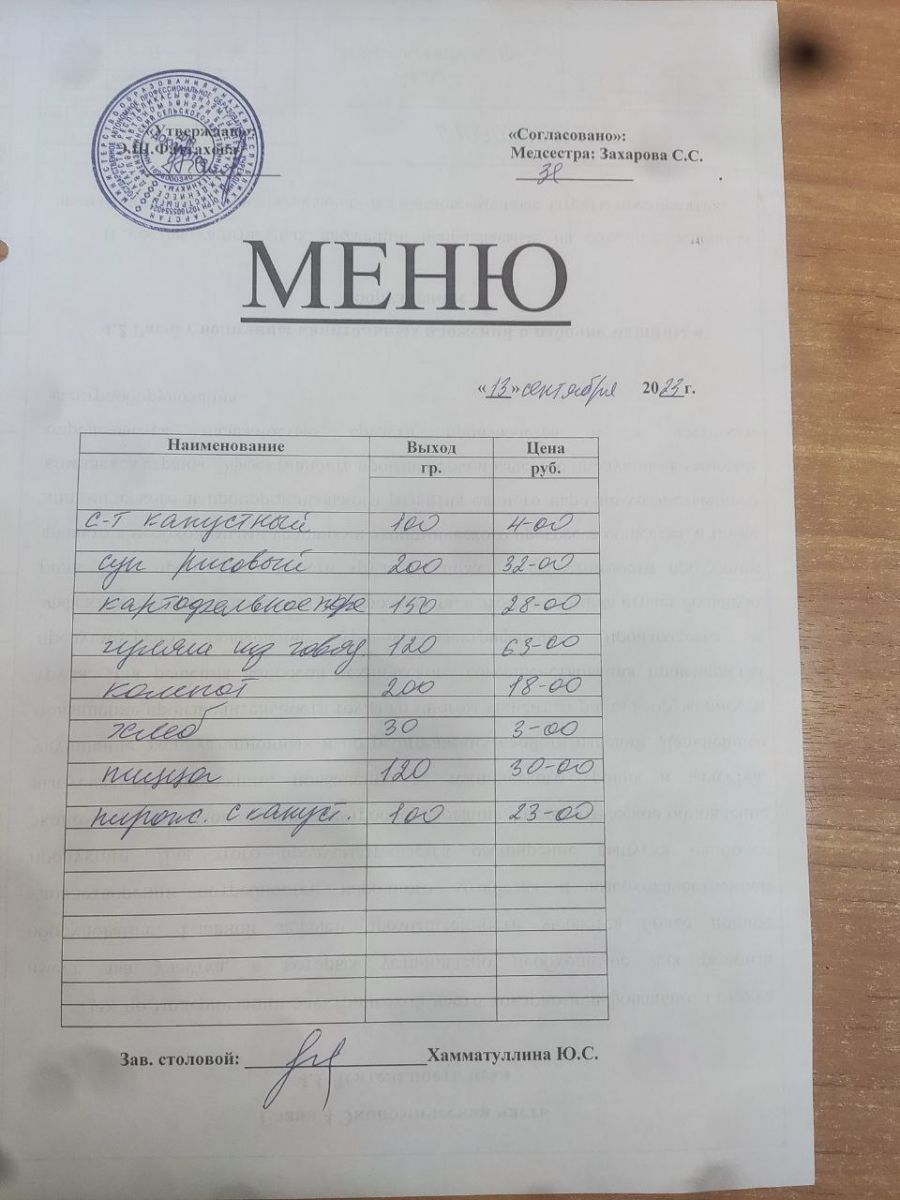 «Утверждаю»:
Э.Ш.Фаттахов
«Согласовано»:
Медсестра: Захарова С.С.
МЕНЮ
«13» сентября 2023 г.
Наименование Выход гр. Цена руб.
с-т капустный 100 4-00
суп рисовый 200 32-00
картофельное пюре 150 28-00
гуляш из говяд 120 63-00
компот 200 18-00
хлеб 30 3-00
пицца 120 30-00
пирож. с капуст. 100 23-00
Зав. столовой: Хамматуллина Ю.С.